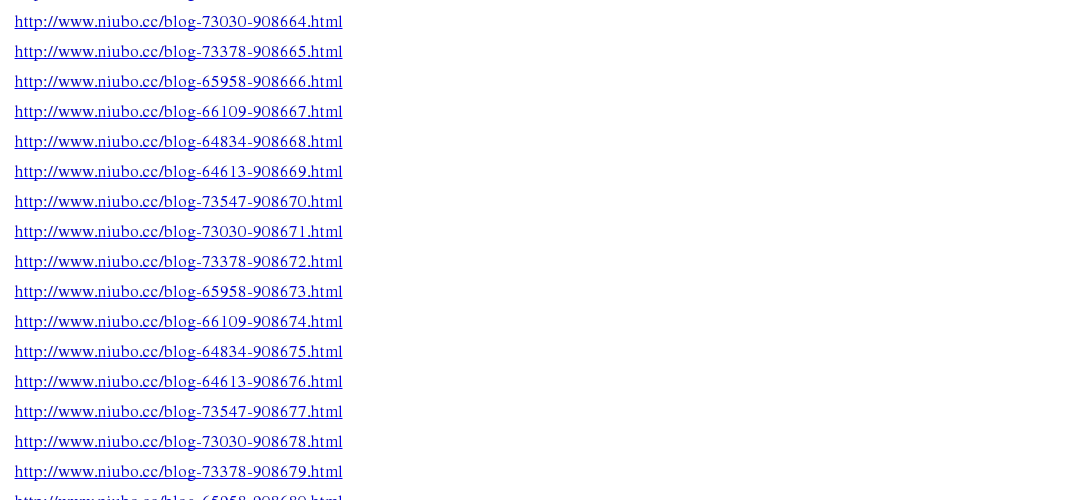 http://www.niubo.cc/blog-73030-908664.html
http://www.niubo.cc/blog-73378-908665.html
http://www.niubo.cc/blog-65958-908666.html
http://www.niubo.cc/blog-66109-908667.html
http://www.niubo.cc/blog-64834-908668.html
http://www.niubo.cc/blog-64613-908669.html
http://www.niubo.cc/blog-73547-908670.html
http://www.niubo.cc/blog-73030-908671.html
http://www.niubo.cc/blog-73378-908672.html
http://www.niubo.cc/blog-65958-908673.html
http://www.niubo.cc/blog-66109-908674.html
http://www.niubo.cc/blog-64834-908675.html
http://www.niubo.cc/blog-64613-908676.html
http://www.niubo.cc/blog-73547-908677.html
http://www.niubo.cc/blog-73030-908678.html
http://www.niubo.cc/blog-73378-908679.html